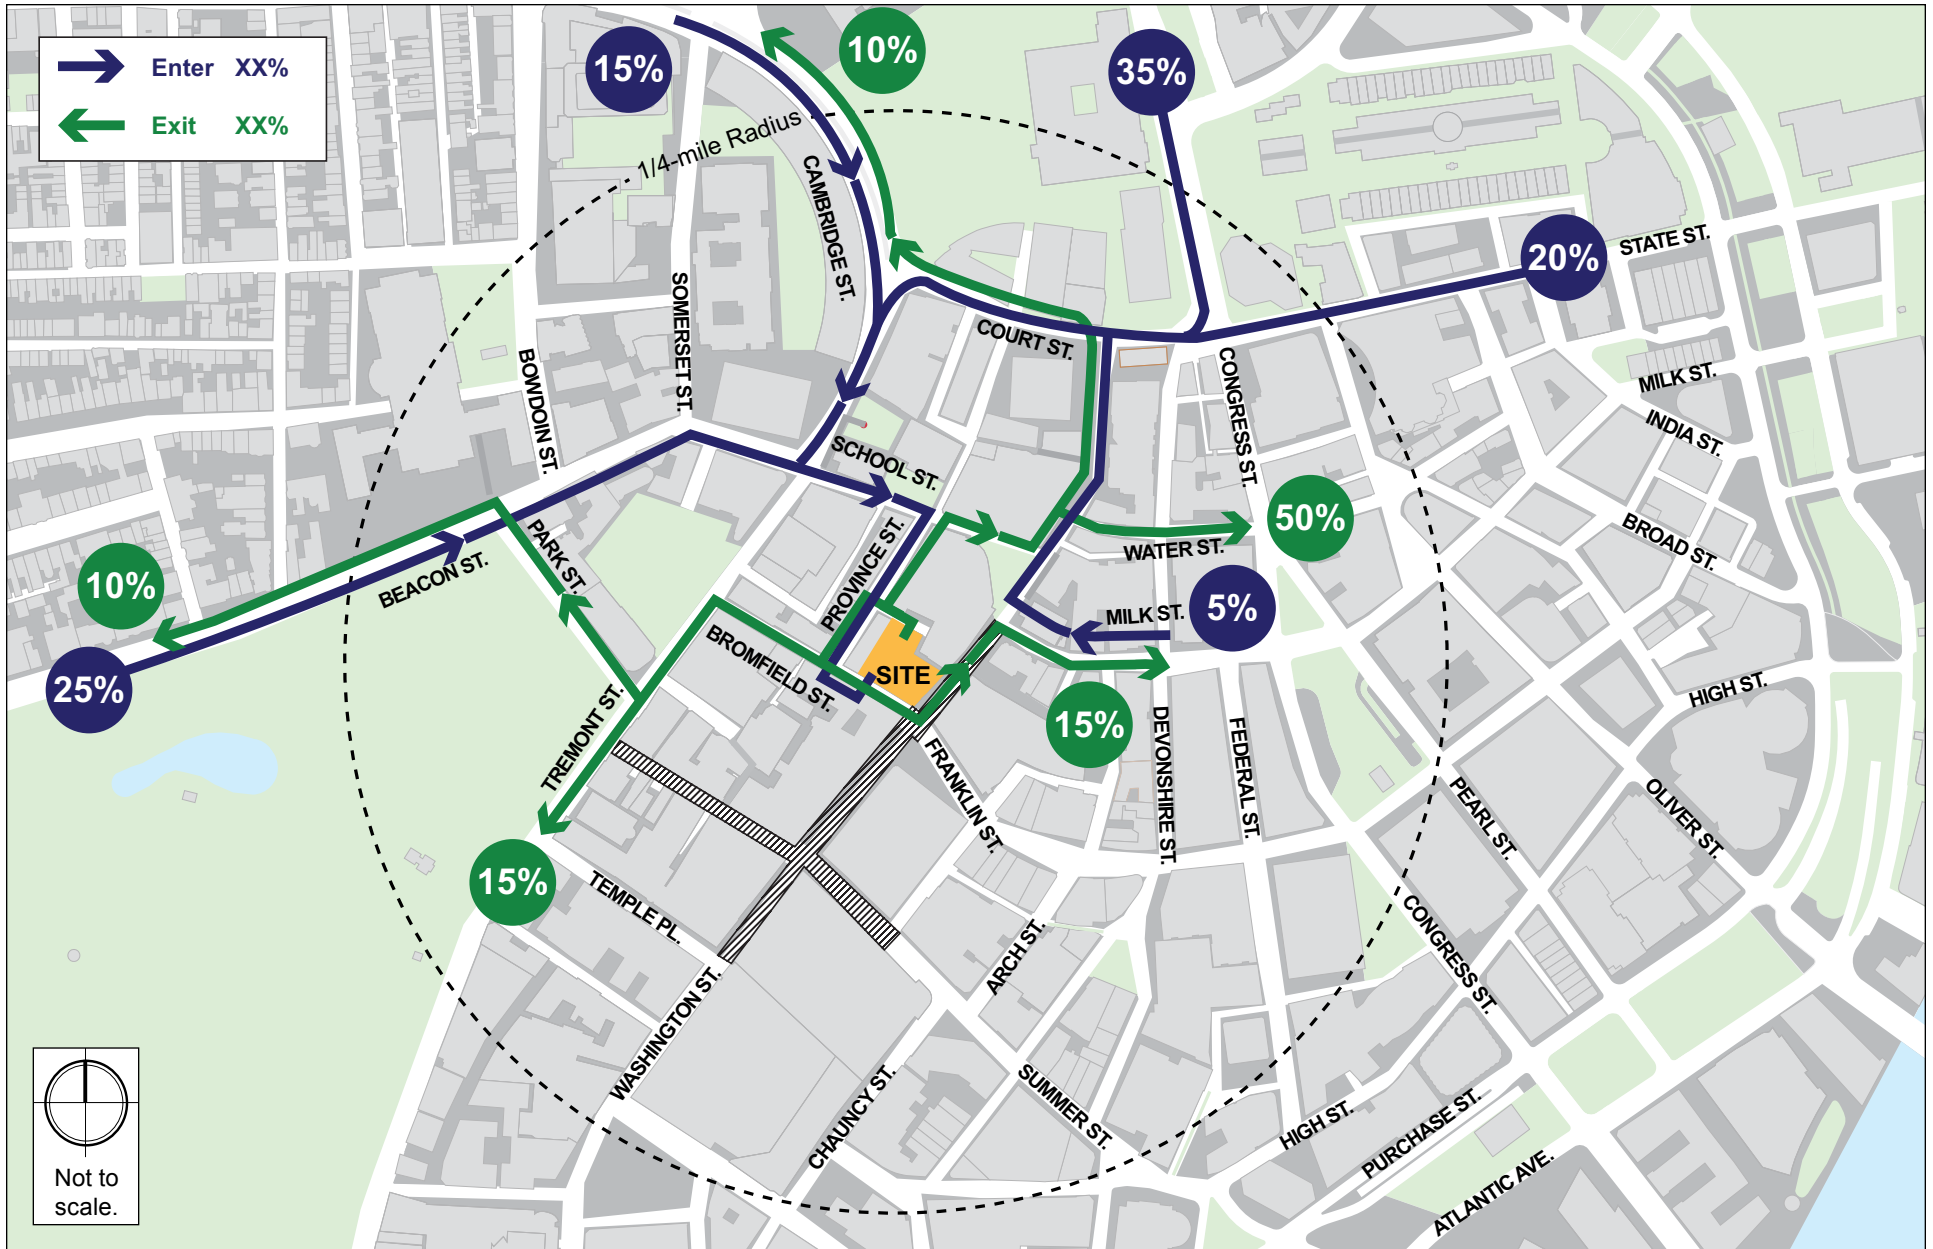 Enter XX%
Exit XX%
15%
10%
35%
1/4-mile Radius
CAMBRIDGE ST.
20%
STATE ST.
SOMERSET ST.
COURT ST.
BOWDOIN ST.
CONGRESS ST.
MILK ST.
INDIA ST.
SCHOOL ST.
50%
BROAD ST.
WATER ST.
PARK ST.
PROVINCE ST.
BEACON ST.
10%
MILK ST.
5%
25%
BROMFIELD ST.
SITE
HIGH ST.
TREMONT ST.
15%
DEVONSHIRE ST.
FEDERAL ST.
FRANKLIN ST.
PEARL ST.
OLIVER ST.
15%
TEMPLE PL.
ARCH ST.
CONGRESS ST.
WASHINGTON ST.
CHAUNCY ST.
SUMMER ST.
HIGH ST.
PURCHASE ST.
ATLANTIC AVE.
Not to
scale.